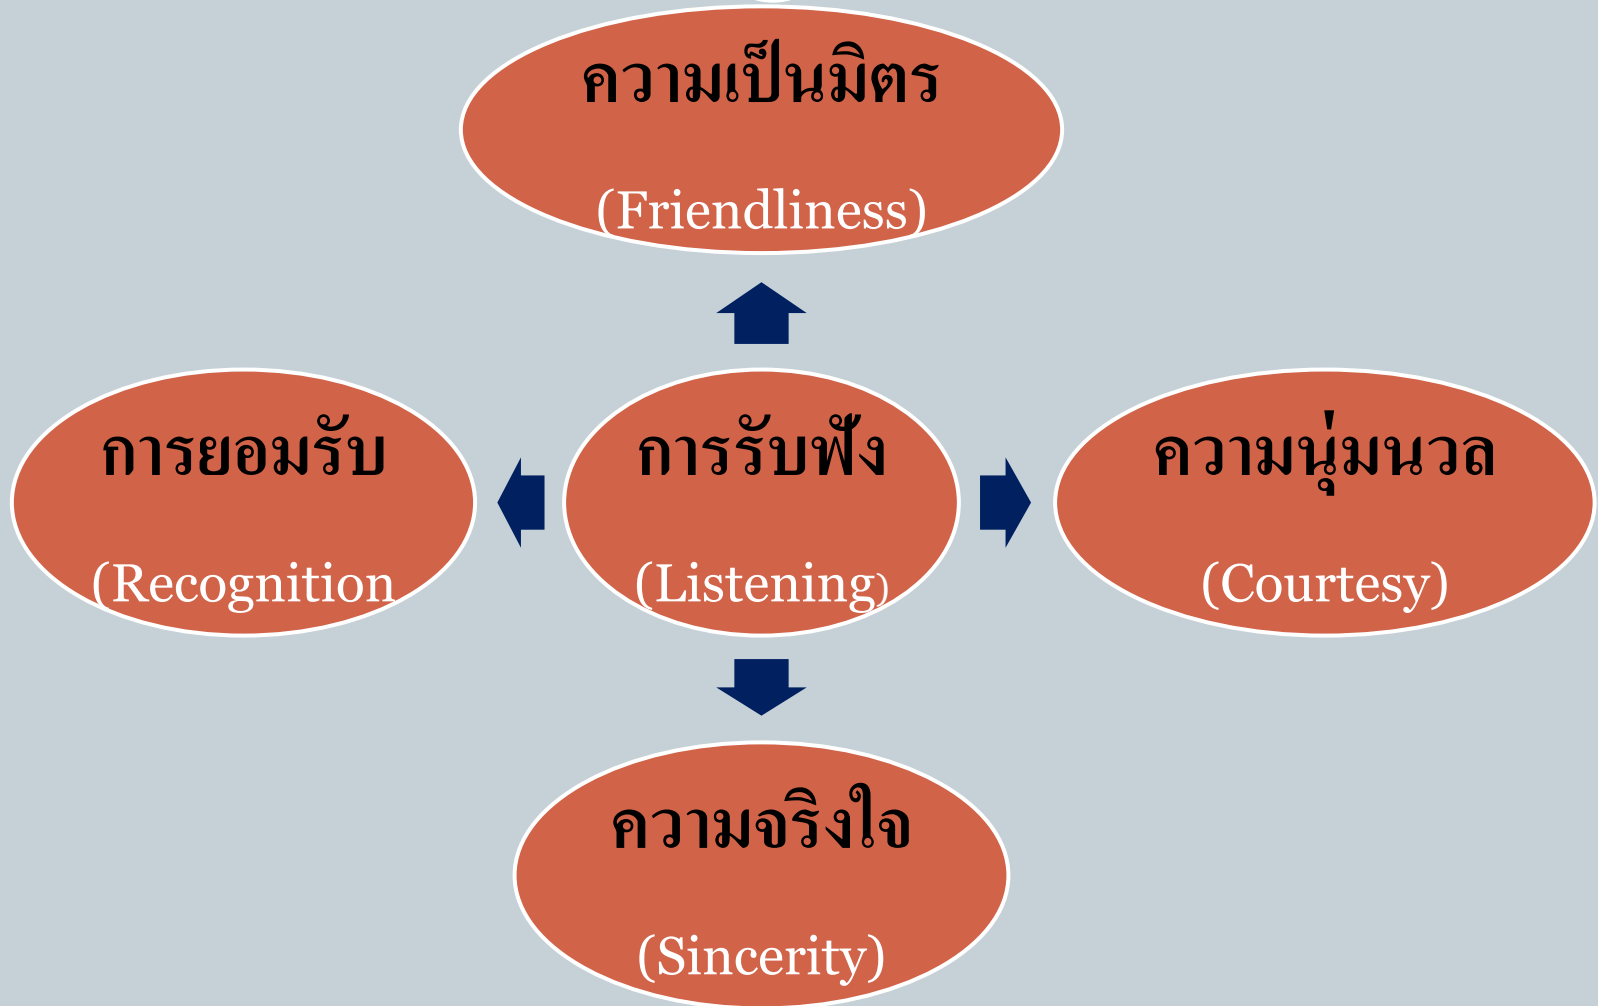 ความเป็นมิตร
(Friendliness)
การยอมรับ
(Recognition
การรับฟัง
(Listening)
ความนุ่มนวล
(Courtesy)
ความจริงใจ
(Sincerity)